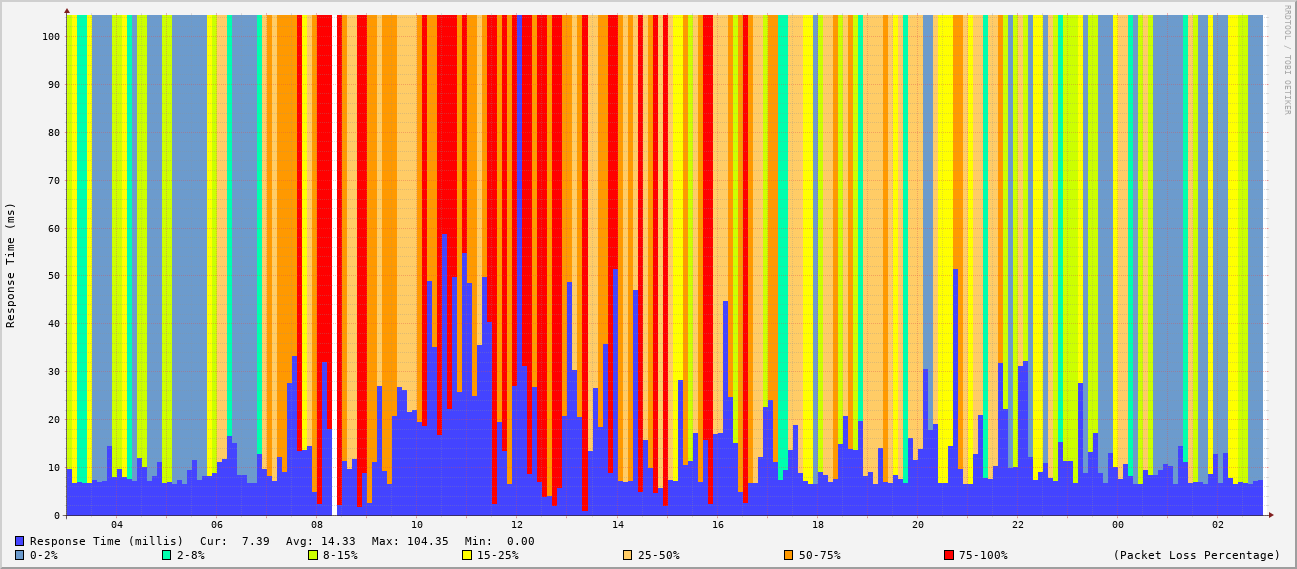 RRDTOOL / TOBI OETIKER
Response Time (ms)
100
90
80
70
60
50
40
30
20
10
0
04 06 08 10 12 14 16 18 20 22 00 02
Response Time (millis) Cur: 7.39 Avg: 14.33 Max: 104.35 Min: 0.00
0-2% 2-8% 8-15% 15-25% 25-50% 50-75% 75-100% (Packet Loss Percentage)